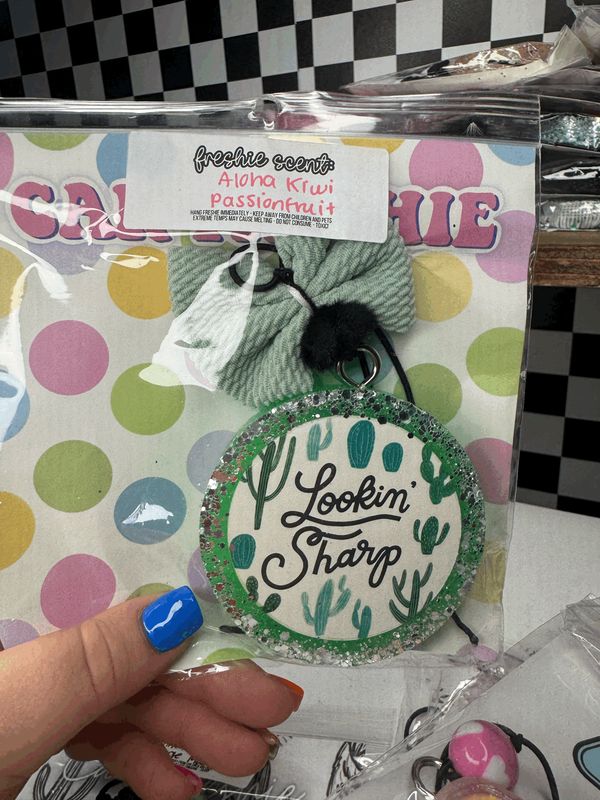 freshie scent:
Aloha Kiwi
Passionfruit
HANG FRESHIE IMMEDIATELY - KEEP AWAY FROM CHILDREN AND PETS
EXTREME TEMPS MAY CAUSE MELTING - DO NOT CONSUME - TOXIC!
Lookin'
Sharp